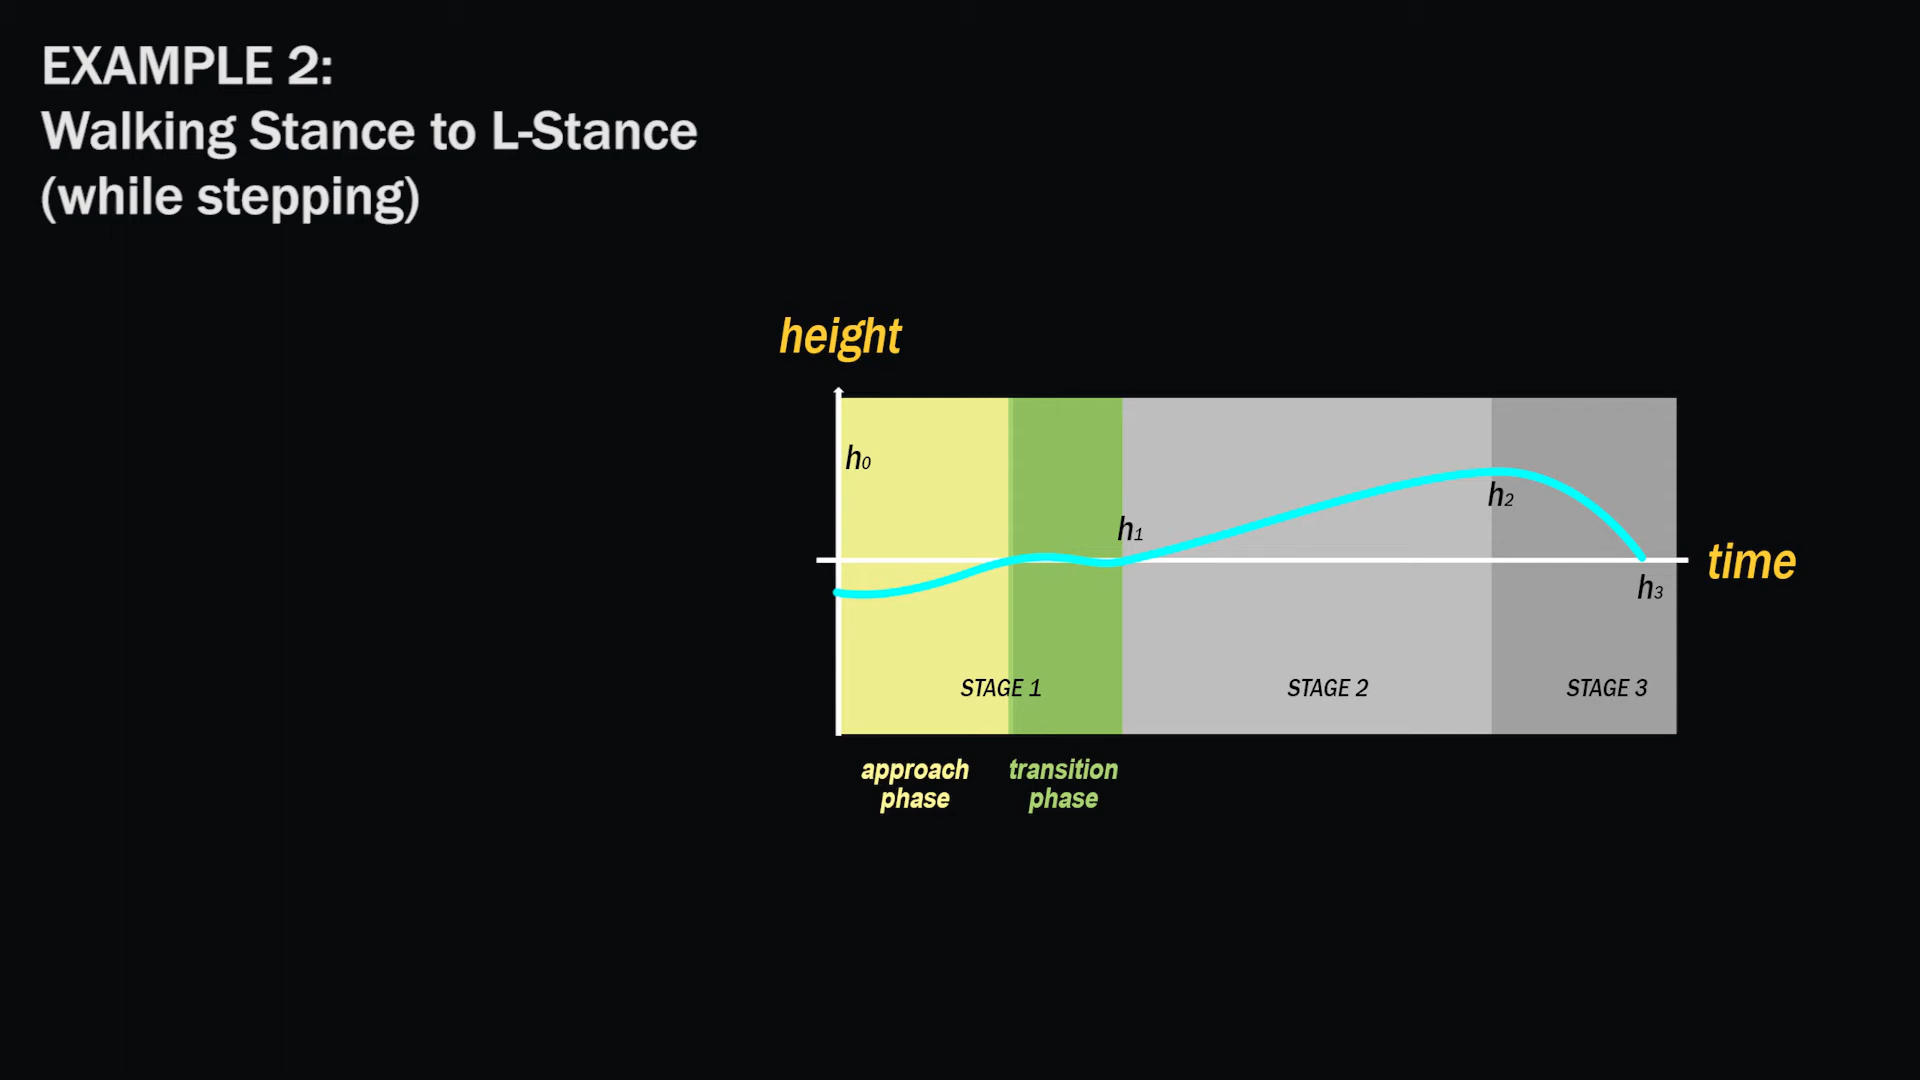 EXAMPLE 2:
Walking Stance to L-Stance
(while stepping)
height
h0
h1
h2
time
h3
STAGE 1
STAGE 2
STAGE 3
approach
phase
transition
phase